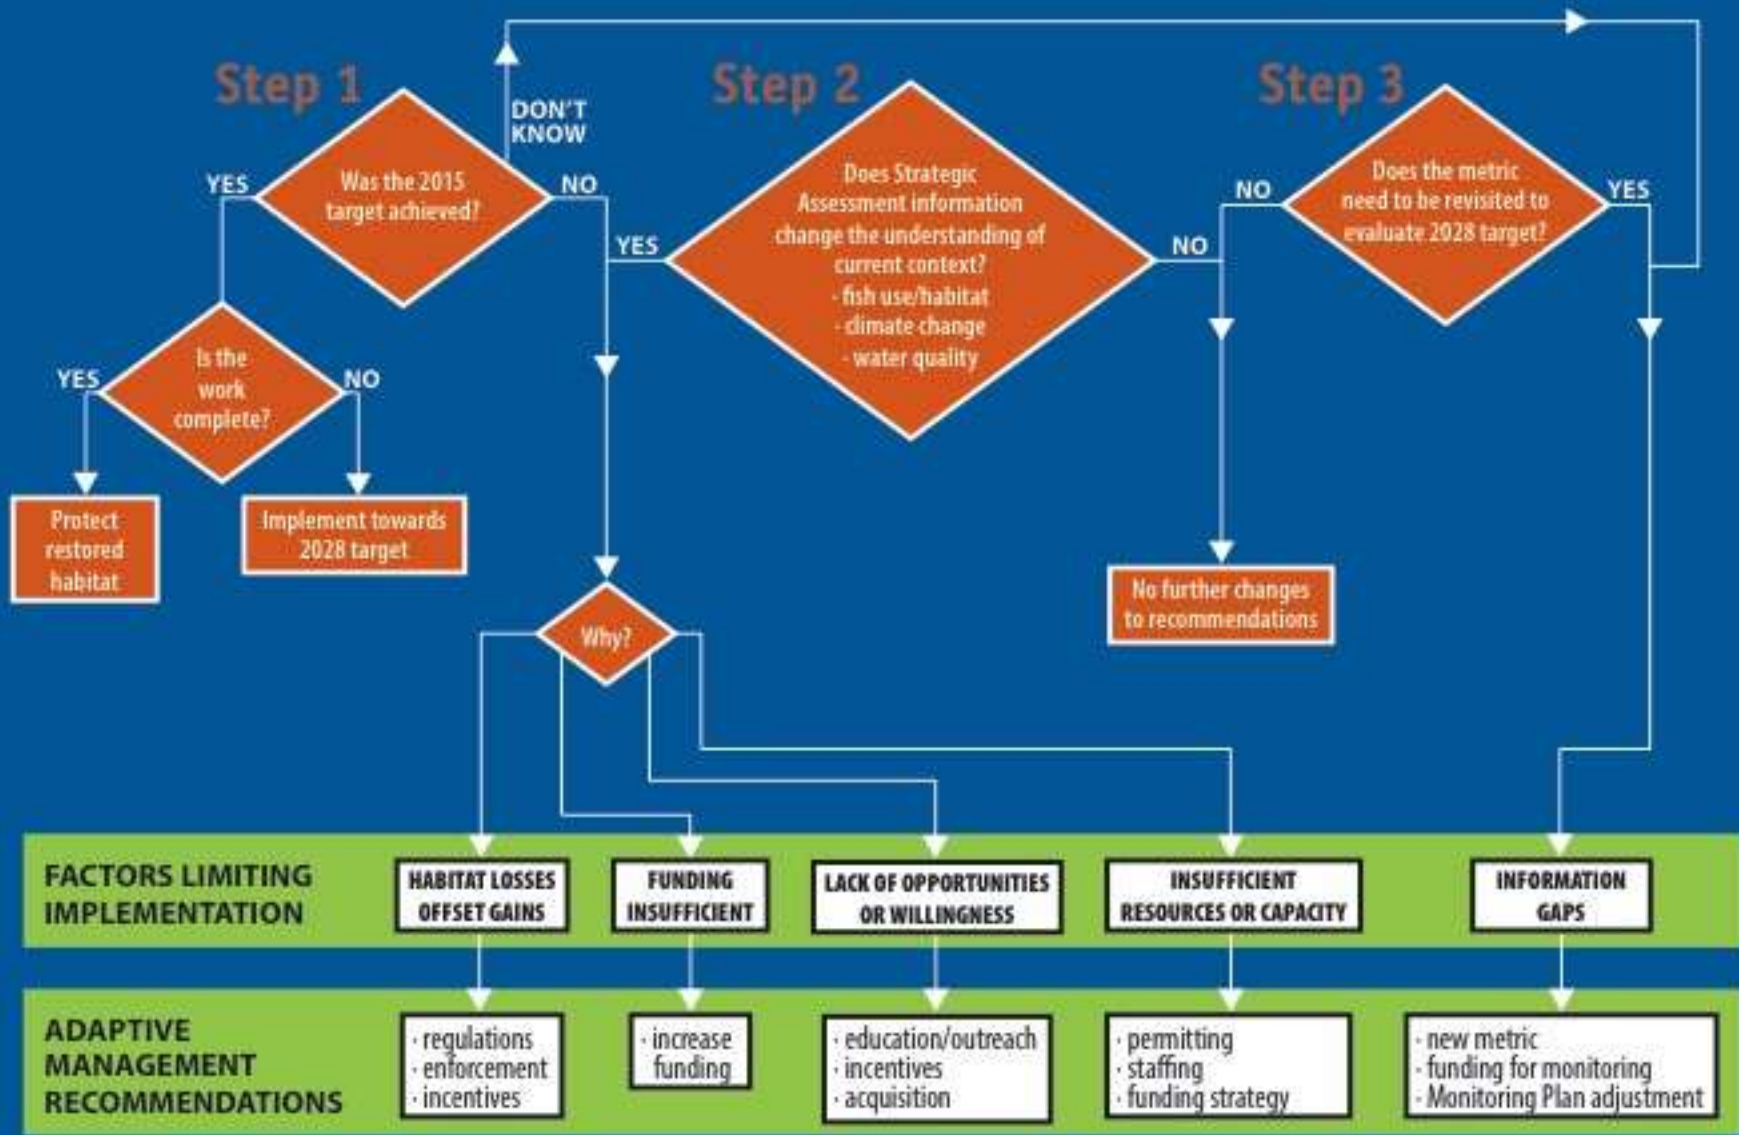 Step 1
Step 2
Step 3
DON'T
KNOW
YES
Was the 2015
target achieved?
NO
YES
Does Strategic
Assessment information
change the understanding of
current context?
· fish use/habitat
· climate change
· water quality
NO
NO
Does the metric
need to be revisited to
evaluate 2028 target?
YES
YES
Is the
work
complete?
NO
Protect
restored
habitat
Implement towards
2028 target
Why?
No further changes
to recommendations
FACTORS LIMITING
IMPLEMENTATION
HABITAT LOSSES
OFFSET GAINS
FUNDING
INSUFFICIENT
LACK OF OPPORTUNITIES
OR WILLINGNESS
INSUFFICIENT
RESOURCES OR CAPACITY
INFORMATION
GAPS
ADAPTIVE
MANAGEMENT
RECOMMENDATIONS
· regulations
· enforcement
· incentives
· increase
funding
· education/outreach
· incentives
· acquisition
· permitting
· staffing
· funding strategy
· new metric
· funding for monitoring
· Monitoring Plan adjustment